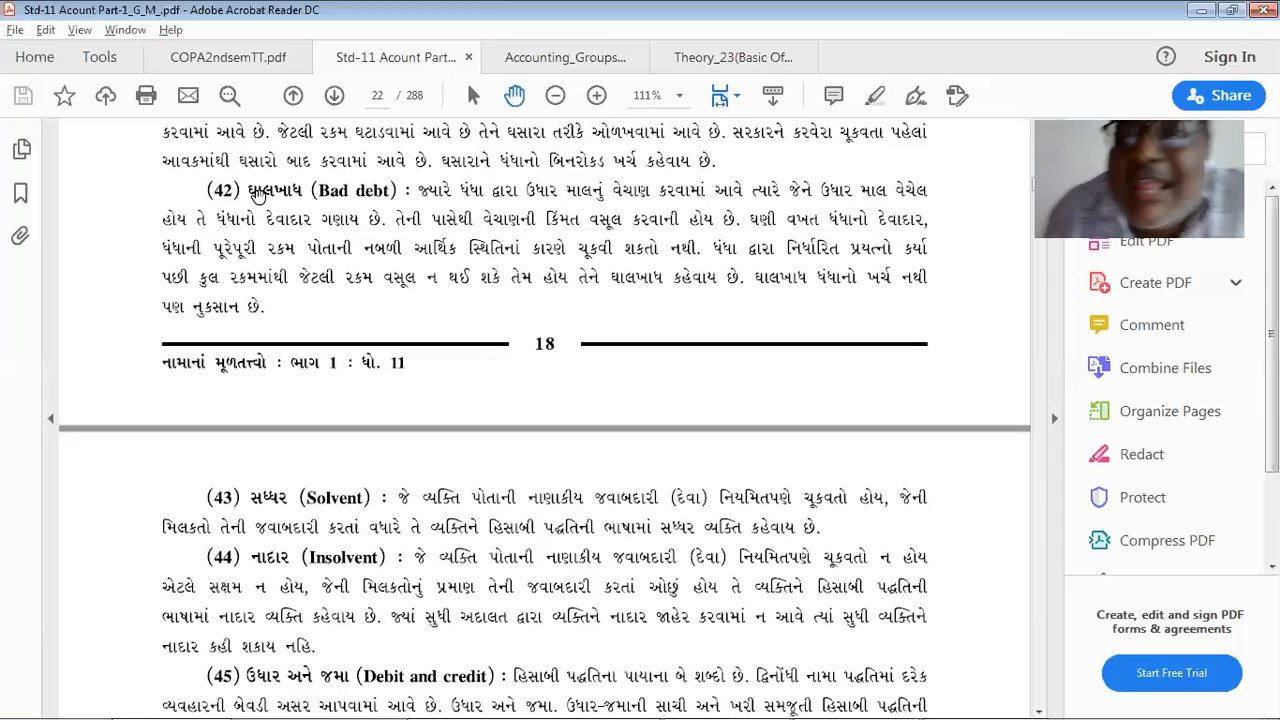 Std-11 Acount Part-1_G_M_.pdf - Adobe Acrobat Reader DC
File Edit View Window Help
Home Tools COPA2ndsemTT.pdf Std-11 Acount Part... × Accounting_Groups... Theory_23(Basic Of... Sign In
22 / 288 111% Share
કરવામાં આવે છે. જેટલી રકમ ઘટાડવામાં આવે છે તેને ઘસારા તરીકે ઓળખવામાં આવે છે. સરકારને કરવેરા ચૂકવતા પહેલાં
આવકમાંથી ઘસારો બાદ કરવામાં આવે છે. ઘસારાને ધંધાનો બિનરોકડ ખર્ચ કહેવાય છે.
(42) ઘાલખાધ (Bad debt) : જ્યારે ધંધા દ્વારા ઉધાર માલનું વેચાણ કરવામાં આવે ત્યારે જેને ઉધાર માલ વેચેલ
હોય તે ધંધાનો દેવાદાર ગણાય છે. તેની પાસેથી વેચાણની કિંમત વસૂલ કરવાની હોય છે. ઘણી વખત ધંધાનો દેવાદાર,
ધંધાની પૂરેપૂરી રકમ પોતાની નબળી આર્થિક સ્થિતિનાં કારણે ચૂકવી શકતો નથી. ધંધા દ્વારા નિર્ધારિત પ્રયત્નો કર્યા
પછી કુલ રકમમાંથી જેટલી રકમ વસૂલ ન થઈ શકે તેમ હોય તેને ઘાલખાધ કહેવાય છે. ઘાલખાધ ધંધાનો ખર્ચ નથી
પણ નુકસાન છે.
18
નામાનાં મૂળતત્ત્વો : ભાગ 1 : ધો. 11
(43) સધ્ધર (Solvent) : જે વ્યક્તિ પોતાની નાણાકીય જવાબદારી (દેવા) નિયમિતપણે ચૂકવતો હોય, જેની
મિલકતો તેની જવાબદારી કરતાં વધારે તે વ્યક્તિને હિસાબી પદ્ધતિની ભાષામાં સધ્ધર વ્યક્તિ કહેવાય છે.
(44) નાદાર (Insolvent) : જે વ્યક્તિ પોતાની નાણાકીય જવાબદારી (દેવા) નિયમિતપણે ચૂકવતો ન હોય
એટલે સક્ષમ ન હોય, જેની મિલકતોનું પ્રમાણ તેની જવાબદારી કરતાં ઓછું હોય તે વ્યક્તિને હિસાબી પદ્ધતિની
ભાષામાં નાદાર વ્યક્તિ કહેવાય છે. જ્યાં સુધી અદાલત દ્વારા વ્યક્તિને નાદાર જાહેર કરવામાં ન આવે ત્યાં સુધી વ્યક્તિને
નાદાર કહી શકાય નહિ.
(45) ઉધાર અને જમા (Debit and credit) : હિસાબી પદ્ધતિના પાયાના બે શબ્દો છે. દ્વિનોંધી નામા પદ્ધતિમાં દરેક
વ્યવહારની બેવડી અસર આપવામાં આવે છે. ઉધાર અને જમા. ઉધાર-જમાની સાચી અને ખરી સમજૂતી હિસાબી પદ્ધતિની
Edit PDF
Create PDF
Comment
Combine Files
Organize Pages
Redact
Protect
Compress PDF
Create, edit and sign PDF
forms & agreements
Start Free Trial